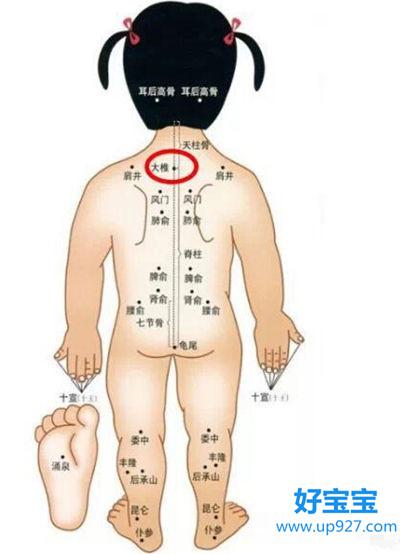 耳后高骨 耳后高骨
天柱骨
肩井 大椎 肩井
风门 风门
肺俞 肺俞
脊柱
脾俞 脾俞
肾俞 肾俞
腰俞 腰俞
七节骨
龟尾
十宣(十王) 十宣(十王)
委中 委中
丰隆 丰隆
涌泉
后承山 后承山
昆仑 昆仑
仆参 仆参
好宝宝
www.up927.com